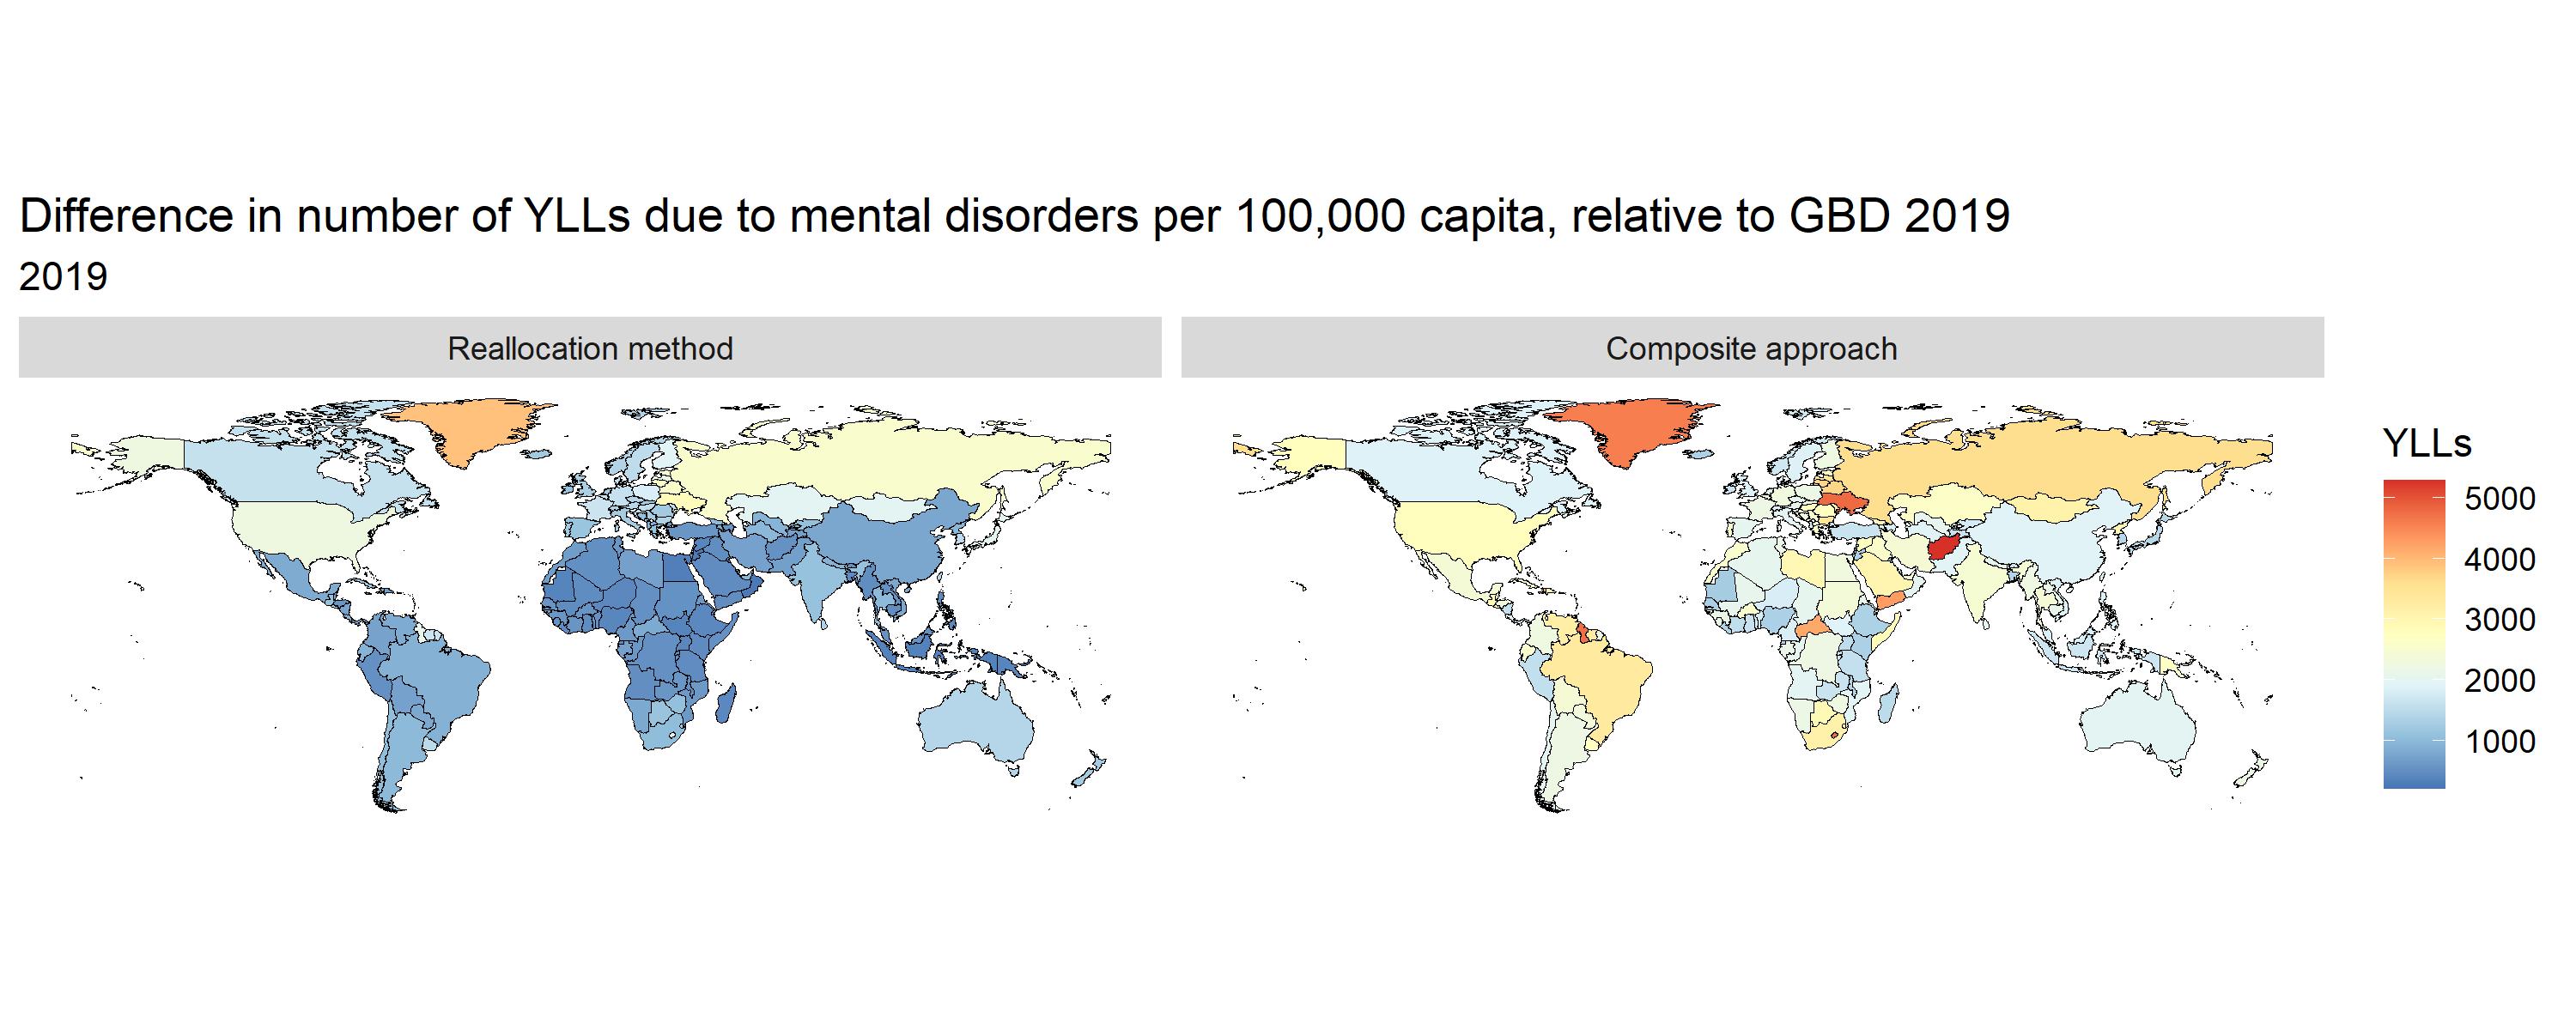 Difference in number of YLLs due to mental disorders per 100,000 capita, relative to GBD 2019
2019
Reallocation method
Composite approach
YLLs
5000
4000
3000
2000
1000